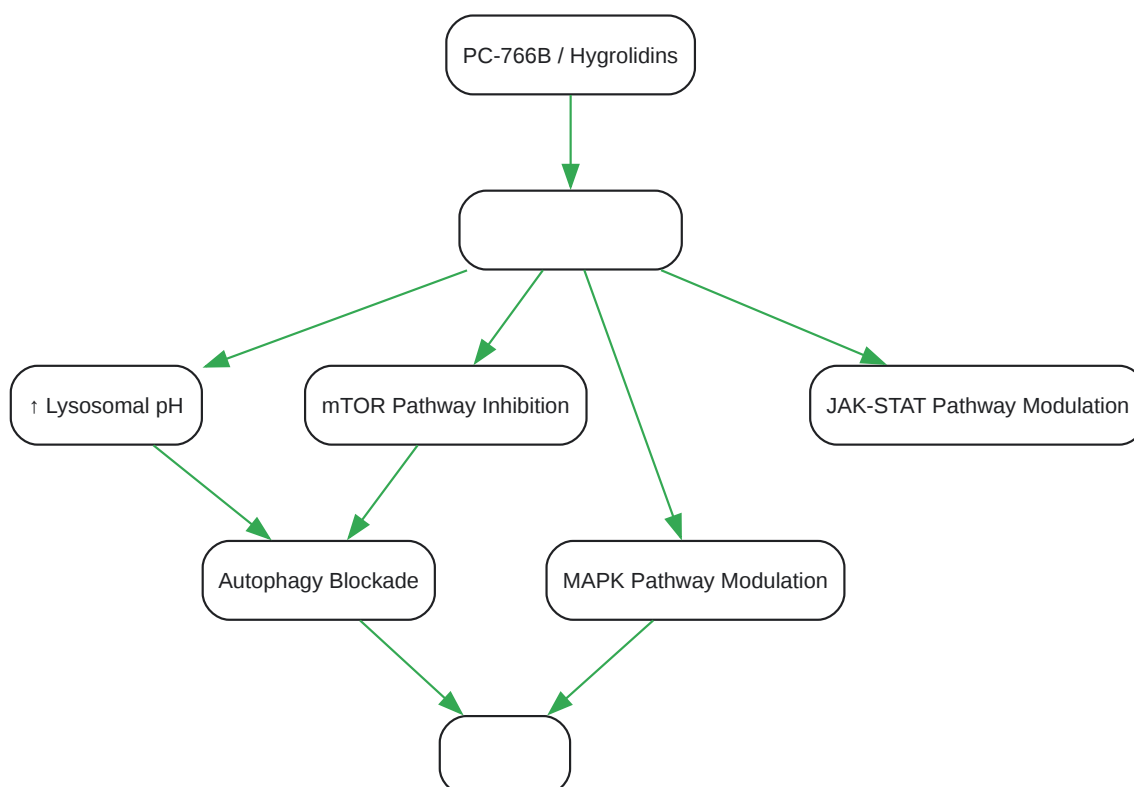 PC-766B / Hygrolidins
↑ Lysosomal pH
mTOR Pathway Inhibition
JAK-STAT Pathway Modulation
Autophagy Blockade
MAPK Pathway Modulation